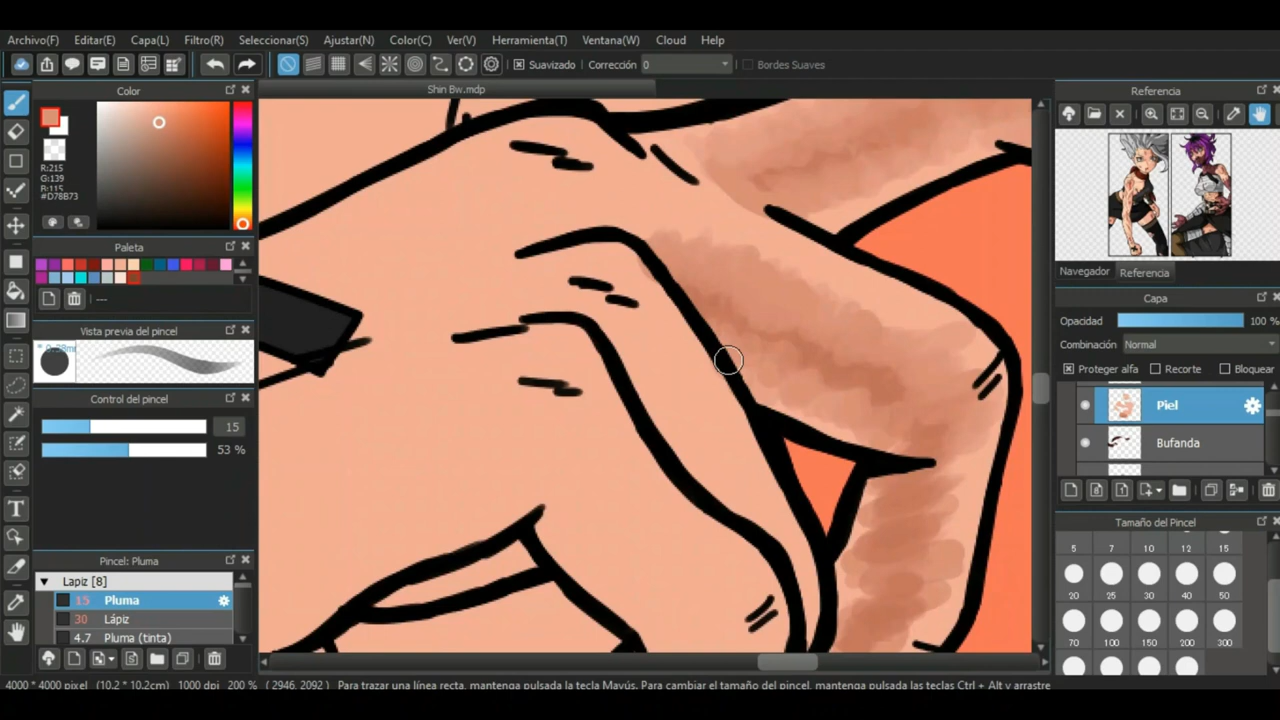 Archivo(F) Editar(E) Capa(L) Filtro(R) Seleccionar(S) Ajustar(N) Color(C) Ver(V) Herramienta(T) Ventana(W) Cloud Help
Suavizado Corrección 0 Bordes Suaves
Color
Shin Bw.mdp
Referencia
R:215
G:139
B:115
#D78B73
Paleta
---
Navegador Referencia
Capa
Opacidad 100 %
Combinación Normal
Proteger alfa Recorte Bloquear
Piel
Bufanda
Vista previa del pincel
Control del pincel
15
53 %
Tamaño del Pincel
5 7 10 12 15
20 25 30 40 50
70 100 150 200 300
Pincel: Pluma
Lapiz [8]
15 Pluma
30 Lápiz
4.7 Pluma (tinta)
4000 * 4000 pixel (10.2 * 10.2cm) 1000 dpi 200 % ( 2946, 2092 ) Para trazar una línea recta, mantenga pulsada la tecla Mayús. Para cambiar el tamaño del pincel, mantenga pulsadas las teclas Ctrl + Alt y arrastre